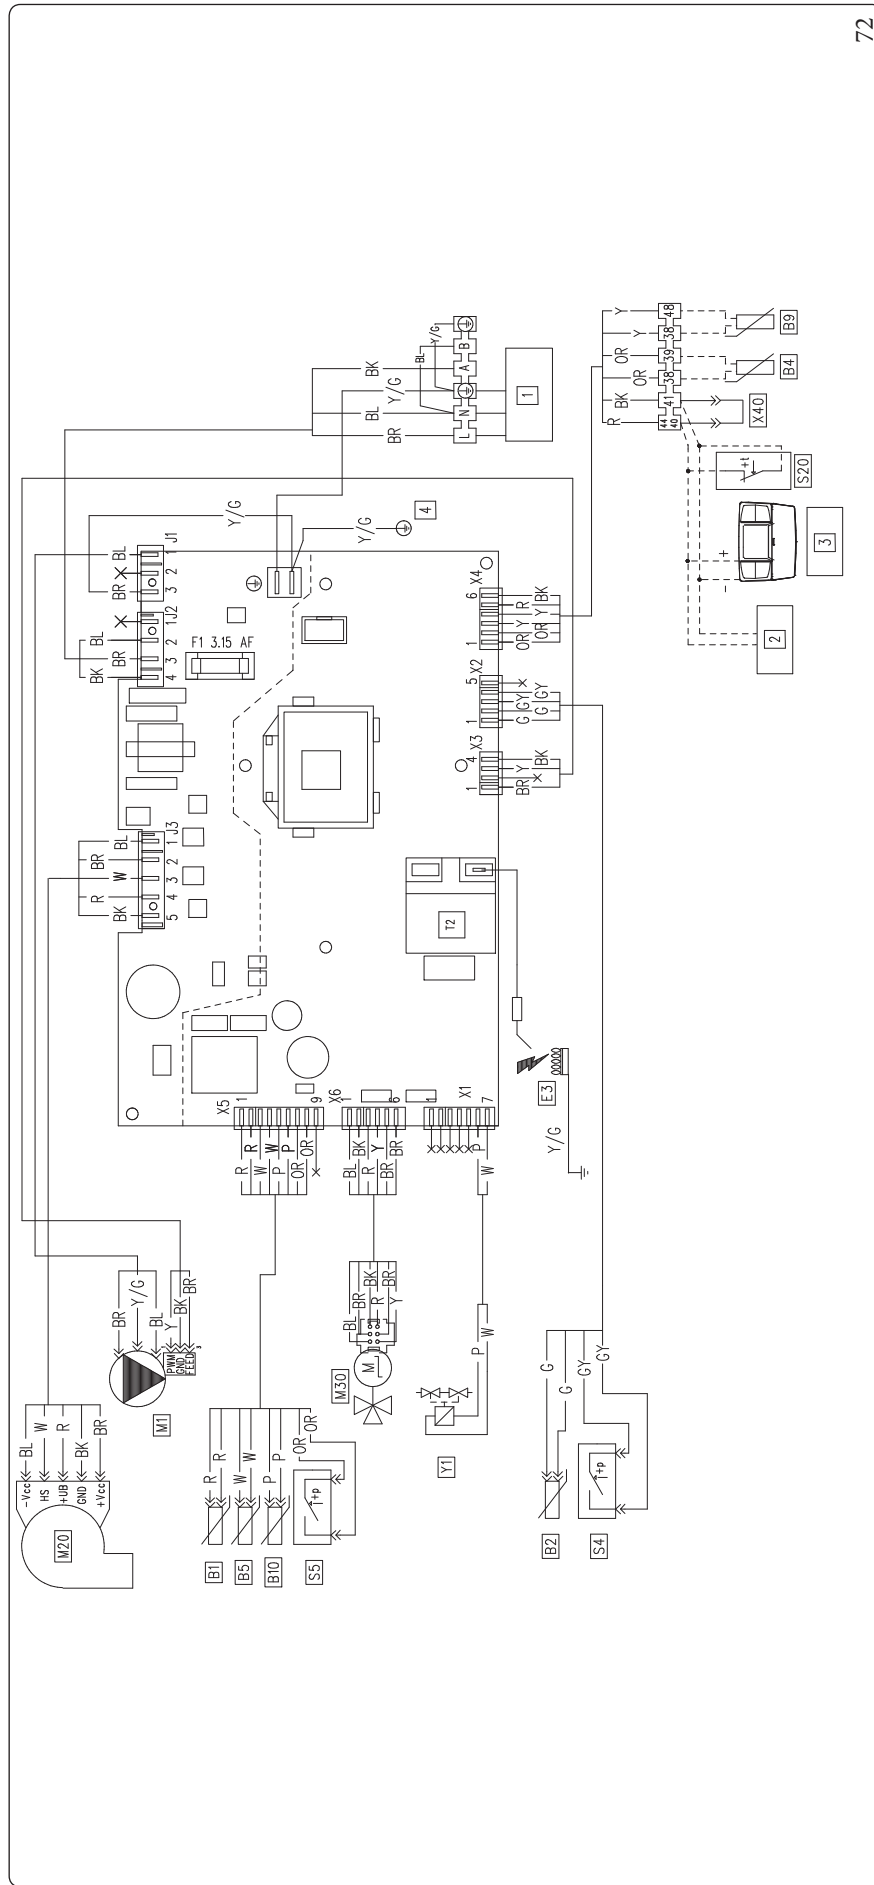 72
BR
Y/G
BL
Y
BK
BR
PWM
GND
FEED
1
3
M1
BL
W
R
BK
BR
-Vcc
HS
+UB
GND
+Vcc
M20
BK
R
W
BR
BL
5
4
3
2
1
J3
BK
BR
BL
4
3
2
1
J2
BR
BL
3
2
1
J1
F1 3.15 AF
Y/G
Y/G
4
BR
BL
Y/G
BK
BL
Y/G
L
N
A
B
1
X5
1
9
R
R
W
W
P
P
OR
OR
X6
1
6
BL
BK
R
Y
BR
BR
1
X1
7
P
W
T2
X3
1
4
BR
Y
BK
X2
1
5
G
G
GY
GY
X4
1
6
OR
OR
Y
Y
R
BK
R
BK
OR
OR
Y
Y
44
40
41
38
39
38
48
X40
B4
B9
S20
+t
-
+
3
2
E3
Y/G
BL
BR
BK
R
BR
Y
M
M30
P
W
Y1
R
R
W
W
P
P
OR
OR
+p
B1
B5
B10
S5
G
G
GY
GY
+p
B2
S4